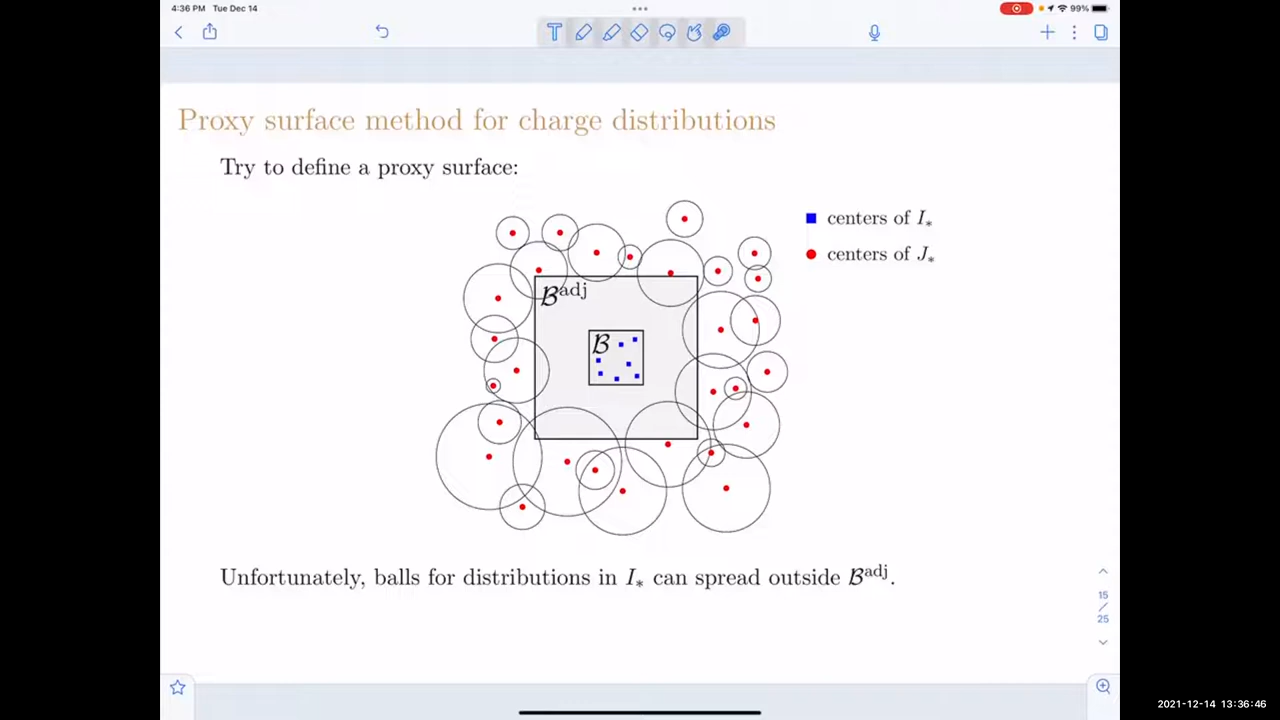 4:36 PM Tue Dec 14
99%
Proxy surface method for charge distributions
Try to define a proxy surface:
centers of I*
centers of J*
B^adj
B
Unfortunately, balls for distributions in I* can spread outside B^adj.
15
/
25
2021-12-14 13:36:46